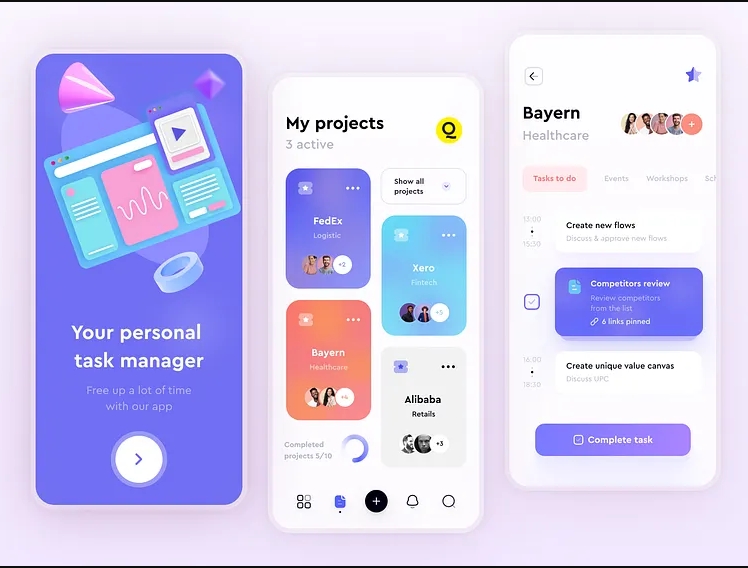 Your personal
task manager
Free up a lot of time
with our app
My projects
3 active
Q
FedEx
Logistic
+2
Show all
projects
Xero
Fintech
+5
Bayern
Healthcare
+4
Alibaba
Retails
+3
Completed
projects 5/10
+
Bayern
Healthcare
+
Tasks to do
Events
Workshops
Sch
13:00
15:30
Create new flows
Discuss & approve new flows
Competitors review
Review competitors
from the list
6 links pinned
16:00
18:30
Create unique value canvas
Discuss UPC
Complete task